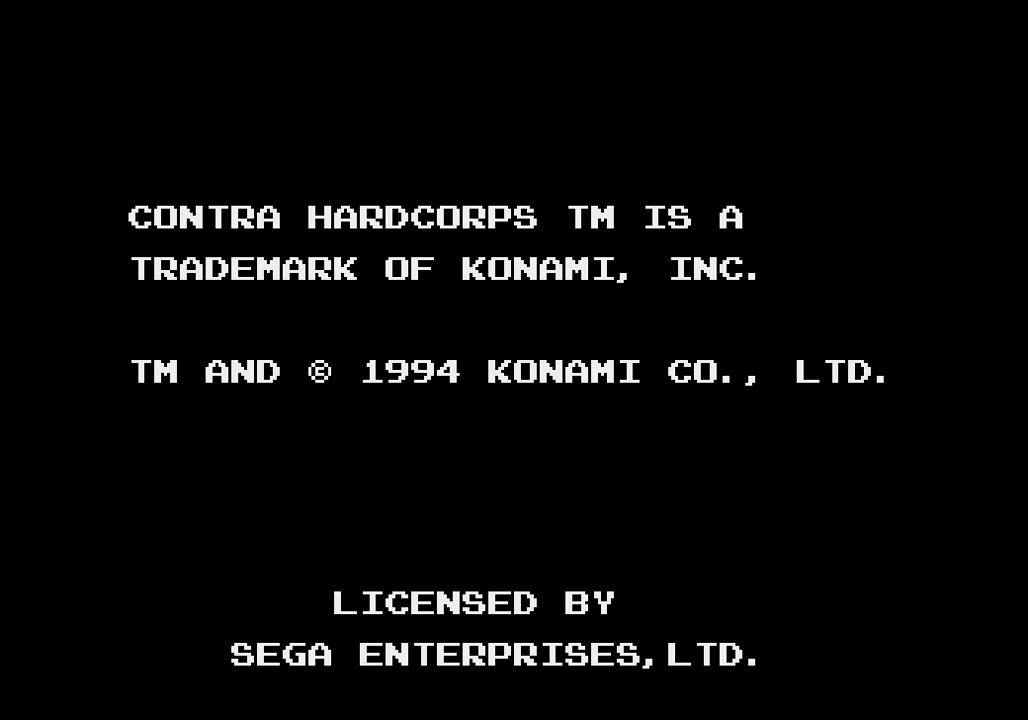 CONTRA HARDCORPS TM IS A
TRADEMARK OF KONAMI, INC.
TM AND © 1994 KONAMI CO., LTD.
LICENSED BY
SEGA ENTERPRISES,LTD.